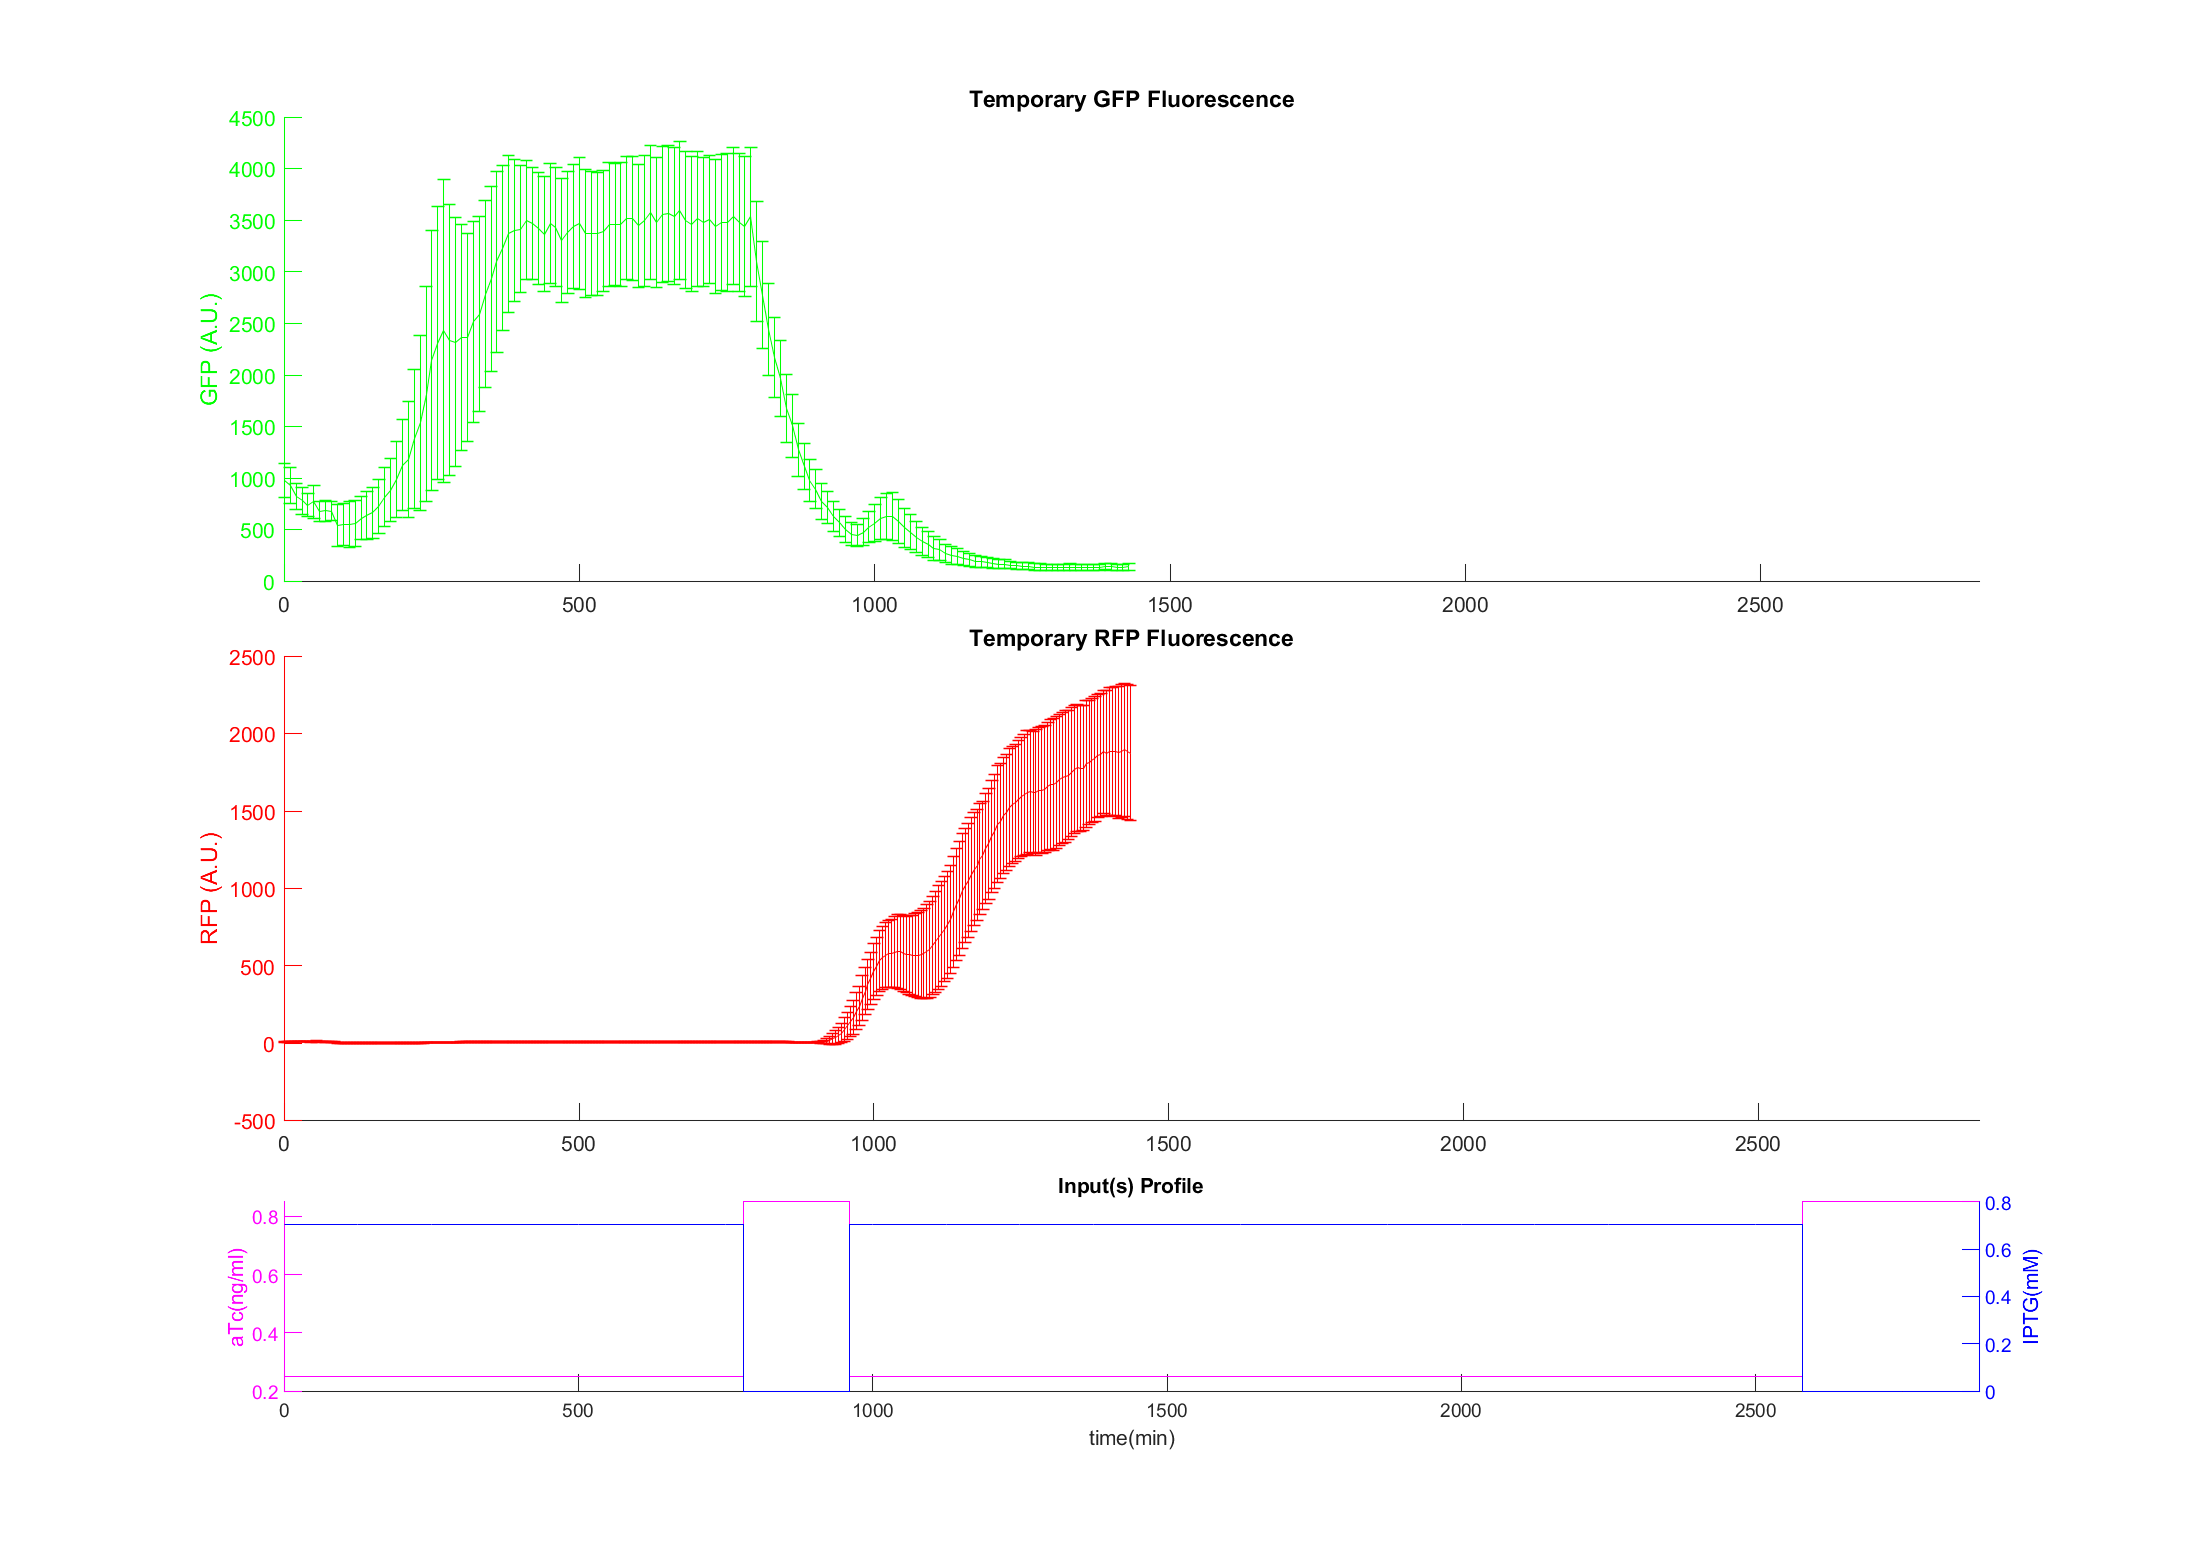 Temporary GFP Fluorescence
4500
4000
3500
3000
2500
2000
1500
1000
500
0
GFP (A.U.)
0 500 1000 1500 2000 2500
Temporary RFP Fluorescence
2500
2000
1500
1000
500
0
-500
RFP (A.U.)
0 500 1000 1500 2000 2500
Input(s) Profile
0.8
0.6
0.4
0.2
aTc(ng/ml)
0.8
0.6
0.4
0.2
0
IPTG(mM)
0 500 1000 1500 2000 2500
time(min)